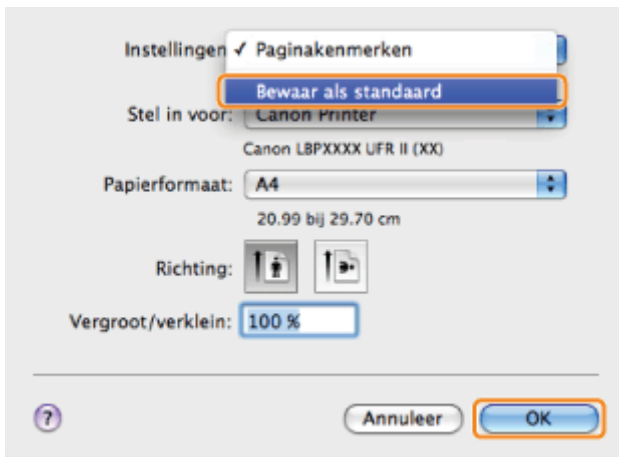 Instellingen ✓ Paginakenmerken
Bewaar als standaard
Stel in voor: Canon Printer
Canon LBPXXXX UFR II (XX)
Papierformaat: A4
20.99 bij 29.70 cm
Richting:
Vergroot/verklein: 100 %
? Annuleer OK